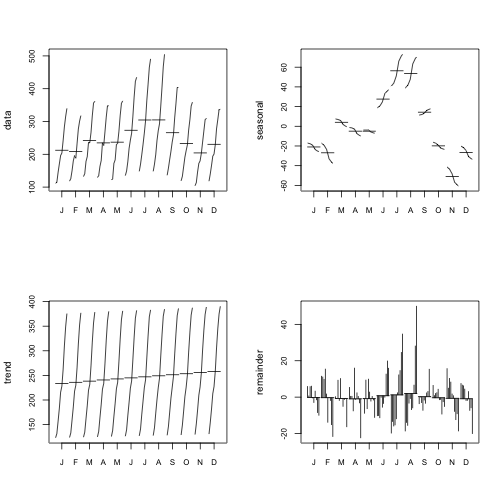 data
500
400
300
200
100
J F M A M J J A S O N D
seasonal
60
40
20
0
-20
-40
-60
J F M A M J J A S O N D
trend
400
350
300
250
200
150
J F M A M J J A S O N D
remainder
40
20
0
-20
J F M A M J J A S O N D